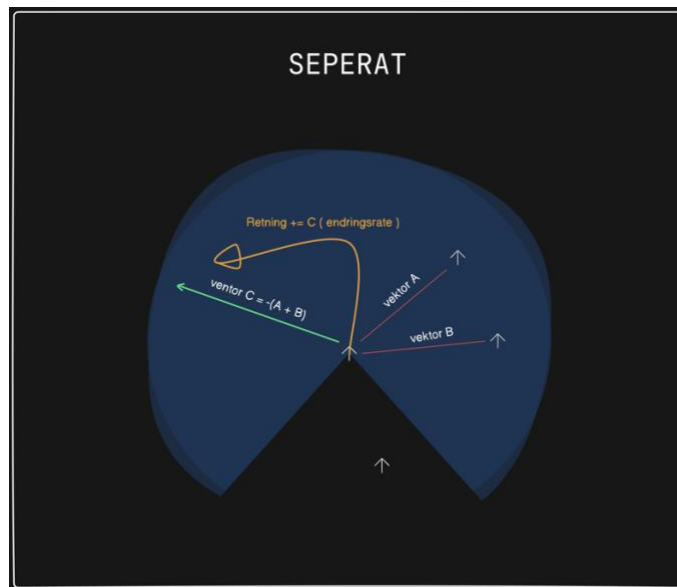 SEPERAT
Retning += C ( endringsrate )
ventor C = -(A + B)
vektor A
vektor B